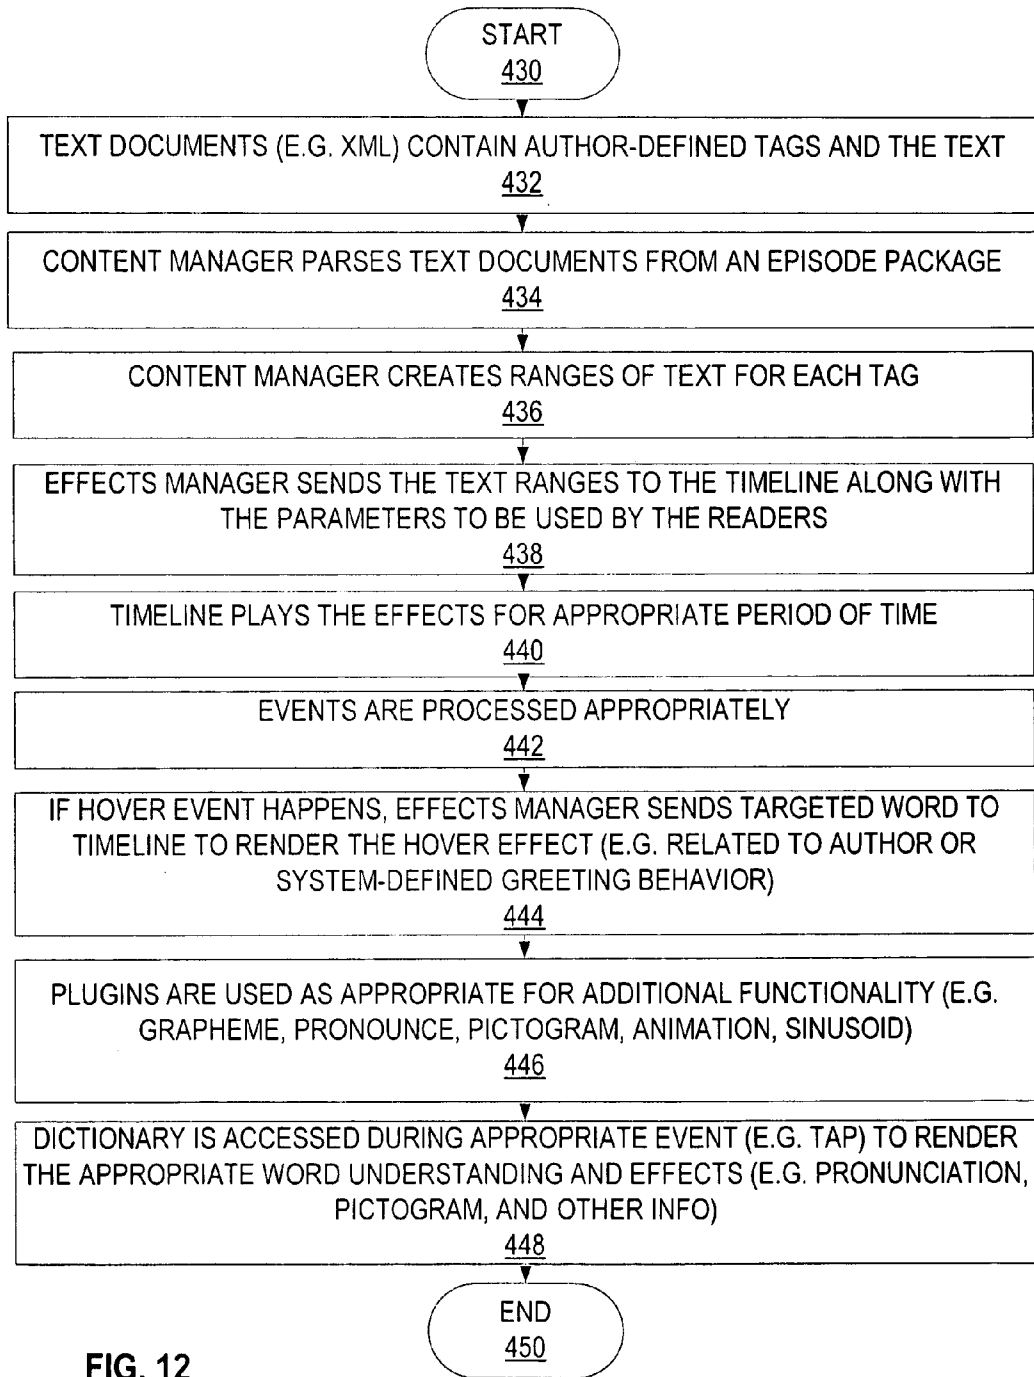 START
430
TEXT DOCUMENTS (E.G. XML) CONTAIN AUTHOR-DEFINED TAGS AND THE TEXT
432
CONTENT MANAGER PARSES TEXT DOCUMENTS FROM AN EPISODE PACKAGE
434
CONTENT MANAGER CREATES RANGES OF TEXT FOR EACH TAG
436
EFFECTS MANAGER SENDS THE TEXT RANGES TO THE TIMELINE ALONG WITH
THE PARAMETERS TO BE USED BY THE READERS
438
TIMELINE PLAYS THE EFFECTS FOR APPROPRIATE PERIOD OF TIME
440
EVENTS ARE PROCESSED APPROPRIATELY
442
IF HOVER EVENT HAPPENS, EFFECTS MANAGER SENDS TARGETED WORD TO
TIMELINE TO RENDER THE HOVER EFFECT (E.G. RELATED TO AUTHOR OR
SYSTEM-DEFINED GREETING BEHAVIOR)
444
PLUGINS ARE USED AS APPROPRIATE FOR ADDITIONAL FUNCTIONALITY (E.G.
GRAPHEME, PRONOUNCE, PICTOGRAM, ANIMATION, SINUSOID)
446
DICTIONARY IS ACCESSED DURING APPROPRIATE EVENT (E.G. TAP) TO RENDER
THE APPROPRIATE WORD UNDERSTANDING AND EFFECTS (E.G. PRONUNCIATION,
PICTOGRAM, AND OTHER INFO)
448
END
450
FIG. 12